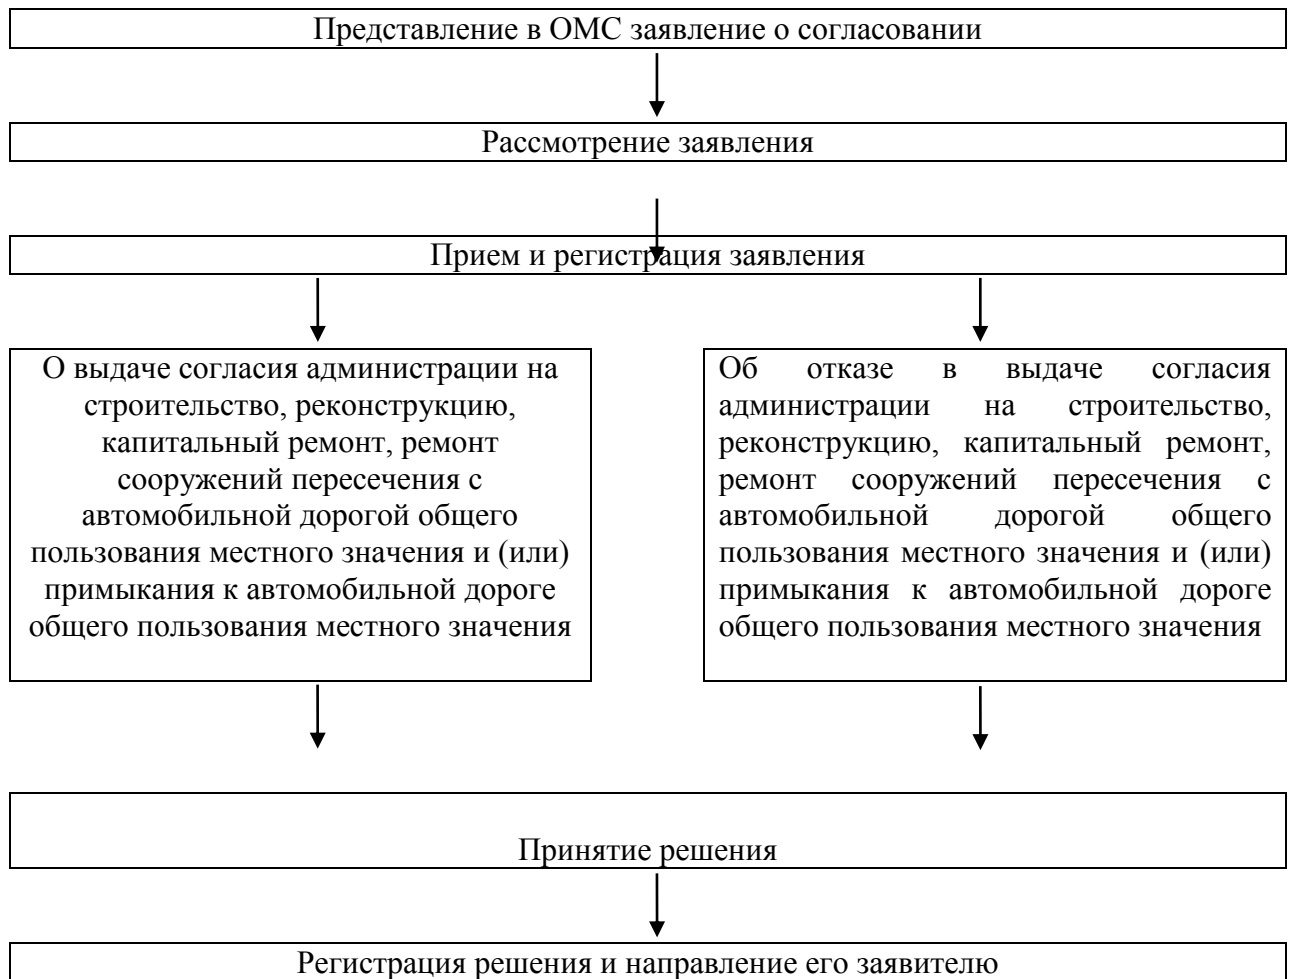 Представление в ОМС заявление о согласовании
Рассмотрение заявления
Прием и регистрация заявления
О выдаче согласия администрации на
строительство, реконструкцию,
капитальный ремонт, ремонт
сооружений пересечения с
автомобильной дорогой общего
пользования местного значения и (или)
примыкания к автомобильной дороге
общего пользования местного значения
Об отказе в выдаче согласия
администрации на строительство,
реконструкцию, капитальный ремонт,
ремонт сооружений пересечения с
автомобильной дорогой общего
пользования местного значения и (или)
примыкания к автомобильной дороге
общего пользования местного значения
Принятие решения
Регистрация решения и направление его заявителю